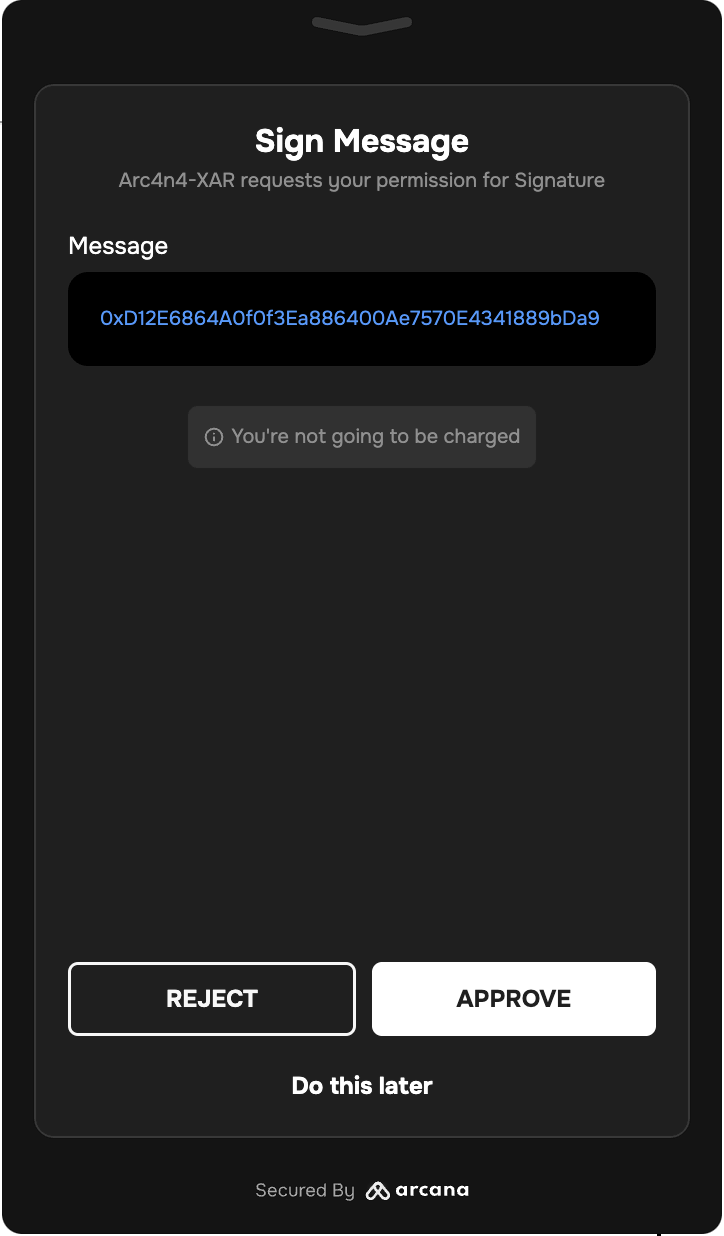 Sign Message
Arc4n4-XAR requests your permission for Signature
Message
0xD12E6864A0f0f3Ea886400Ae7570E4341889bDa9
You're not going to be charged
REJECT
APPROVE
Do this later
Secured By arcana